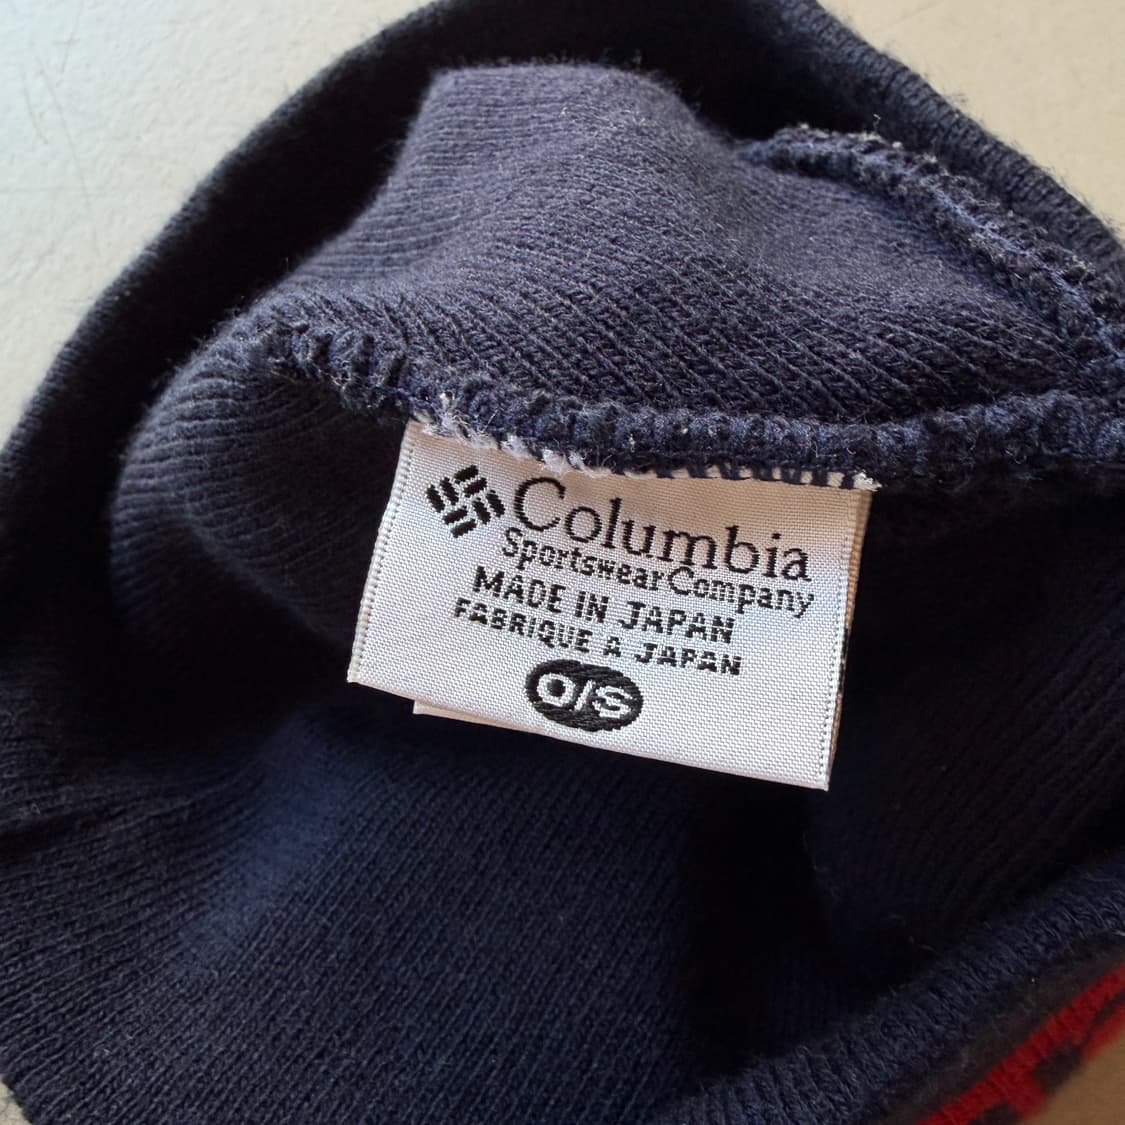 Columbia
Sportswear Company
MADE IN JAPAN
FABRIQUE A JAPAN
O/S